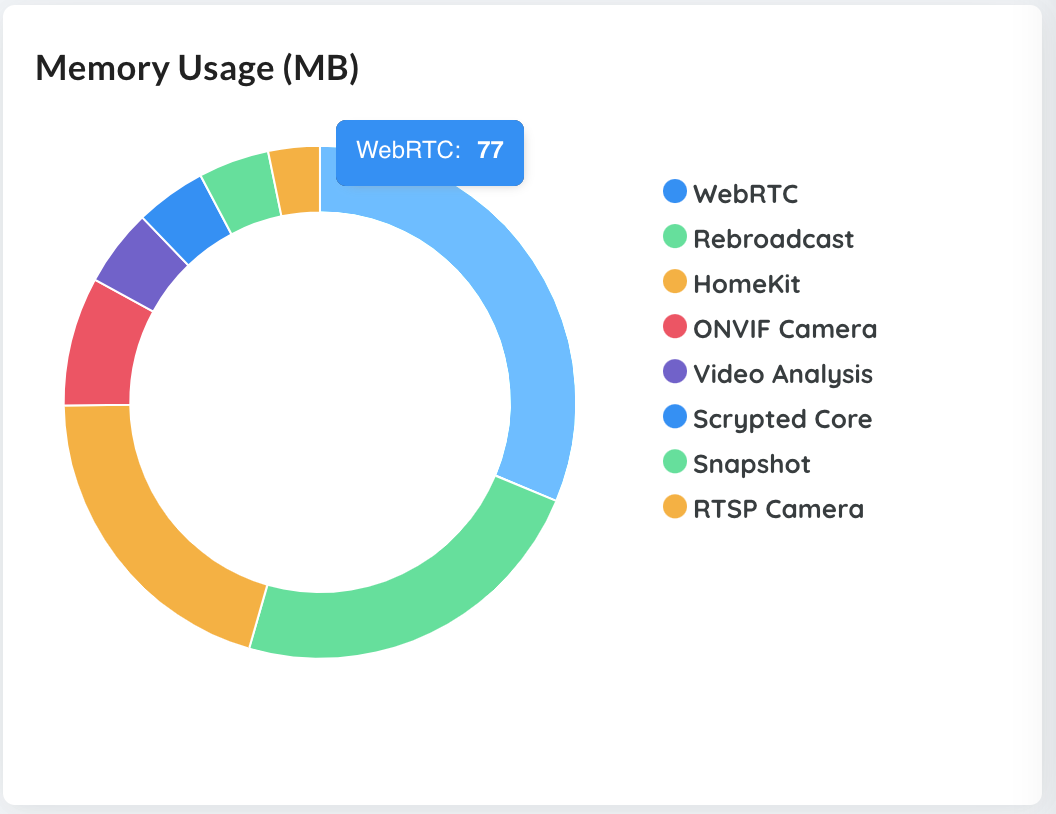 Memory Usage (MB)
WebRTC: 77
WebRTC
Rebroadcast
HomeKit
ONVIF Camera
Video Analysis
Scrypted Core
Snapshot
RTSP Camera